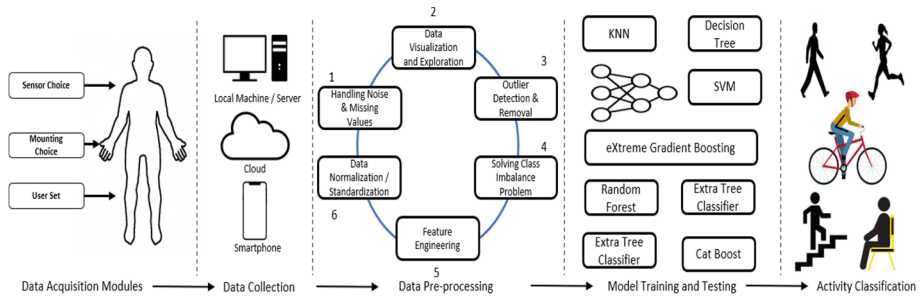 Sensor Choice
Mounting
Choice
User Set
Data Acquisition Modules
Local Machine / Server
Cloud
Smartphone
Data Collection
1
Handling Noise
& Missing
Values
2
Data
Visualization
and Exploration
3
Outlier
Detection &
Removal
4
Solving Class
Imbalance
Problem
5
Feature
Engineering
6
Data
Normalization /
Standardization
Data Pre-processing
KNN
Decision
Tree
SVM
eXtreme Gradient Boosting
Random
Forest
Extra Tree
Classifier
Extra Tree
Classifier
Cat Boost
Model Training and Testing
Activity Classification